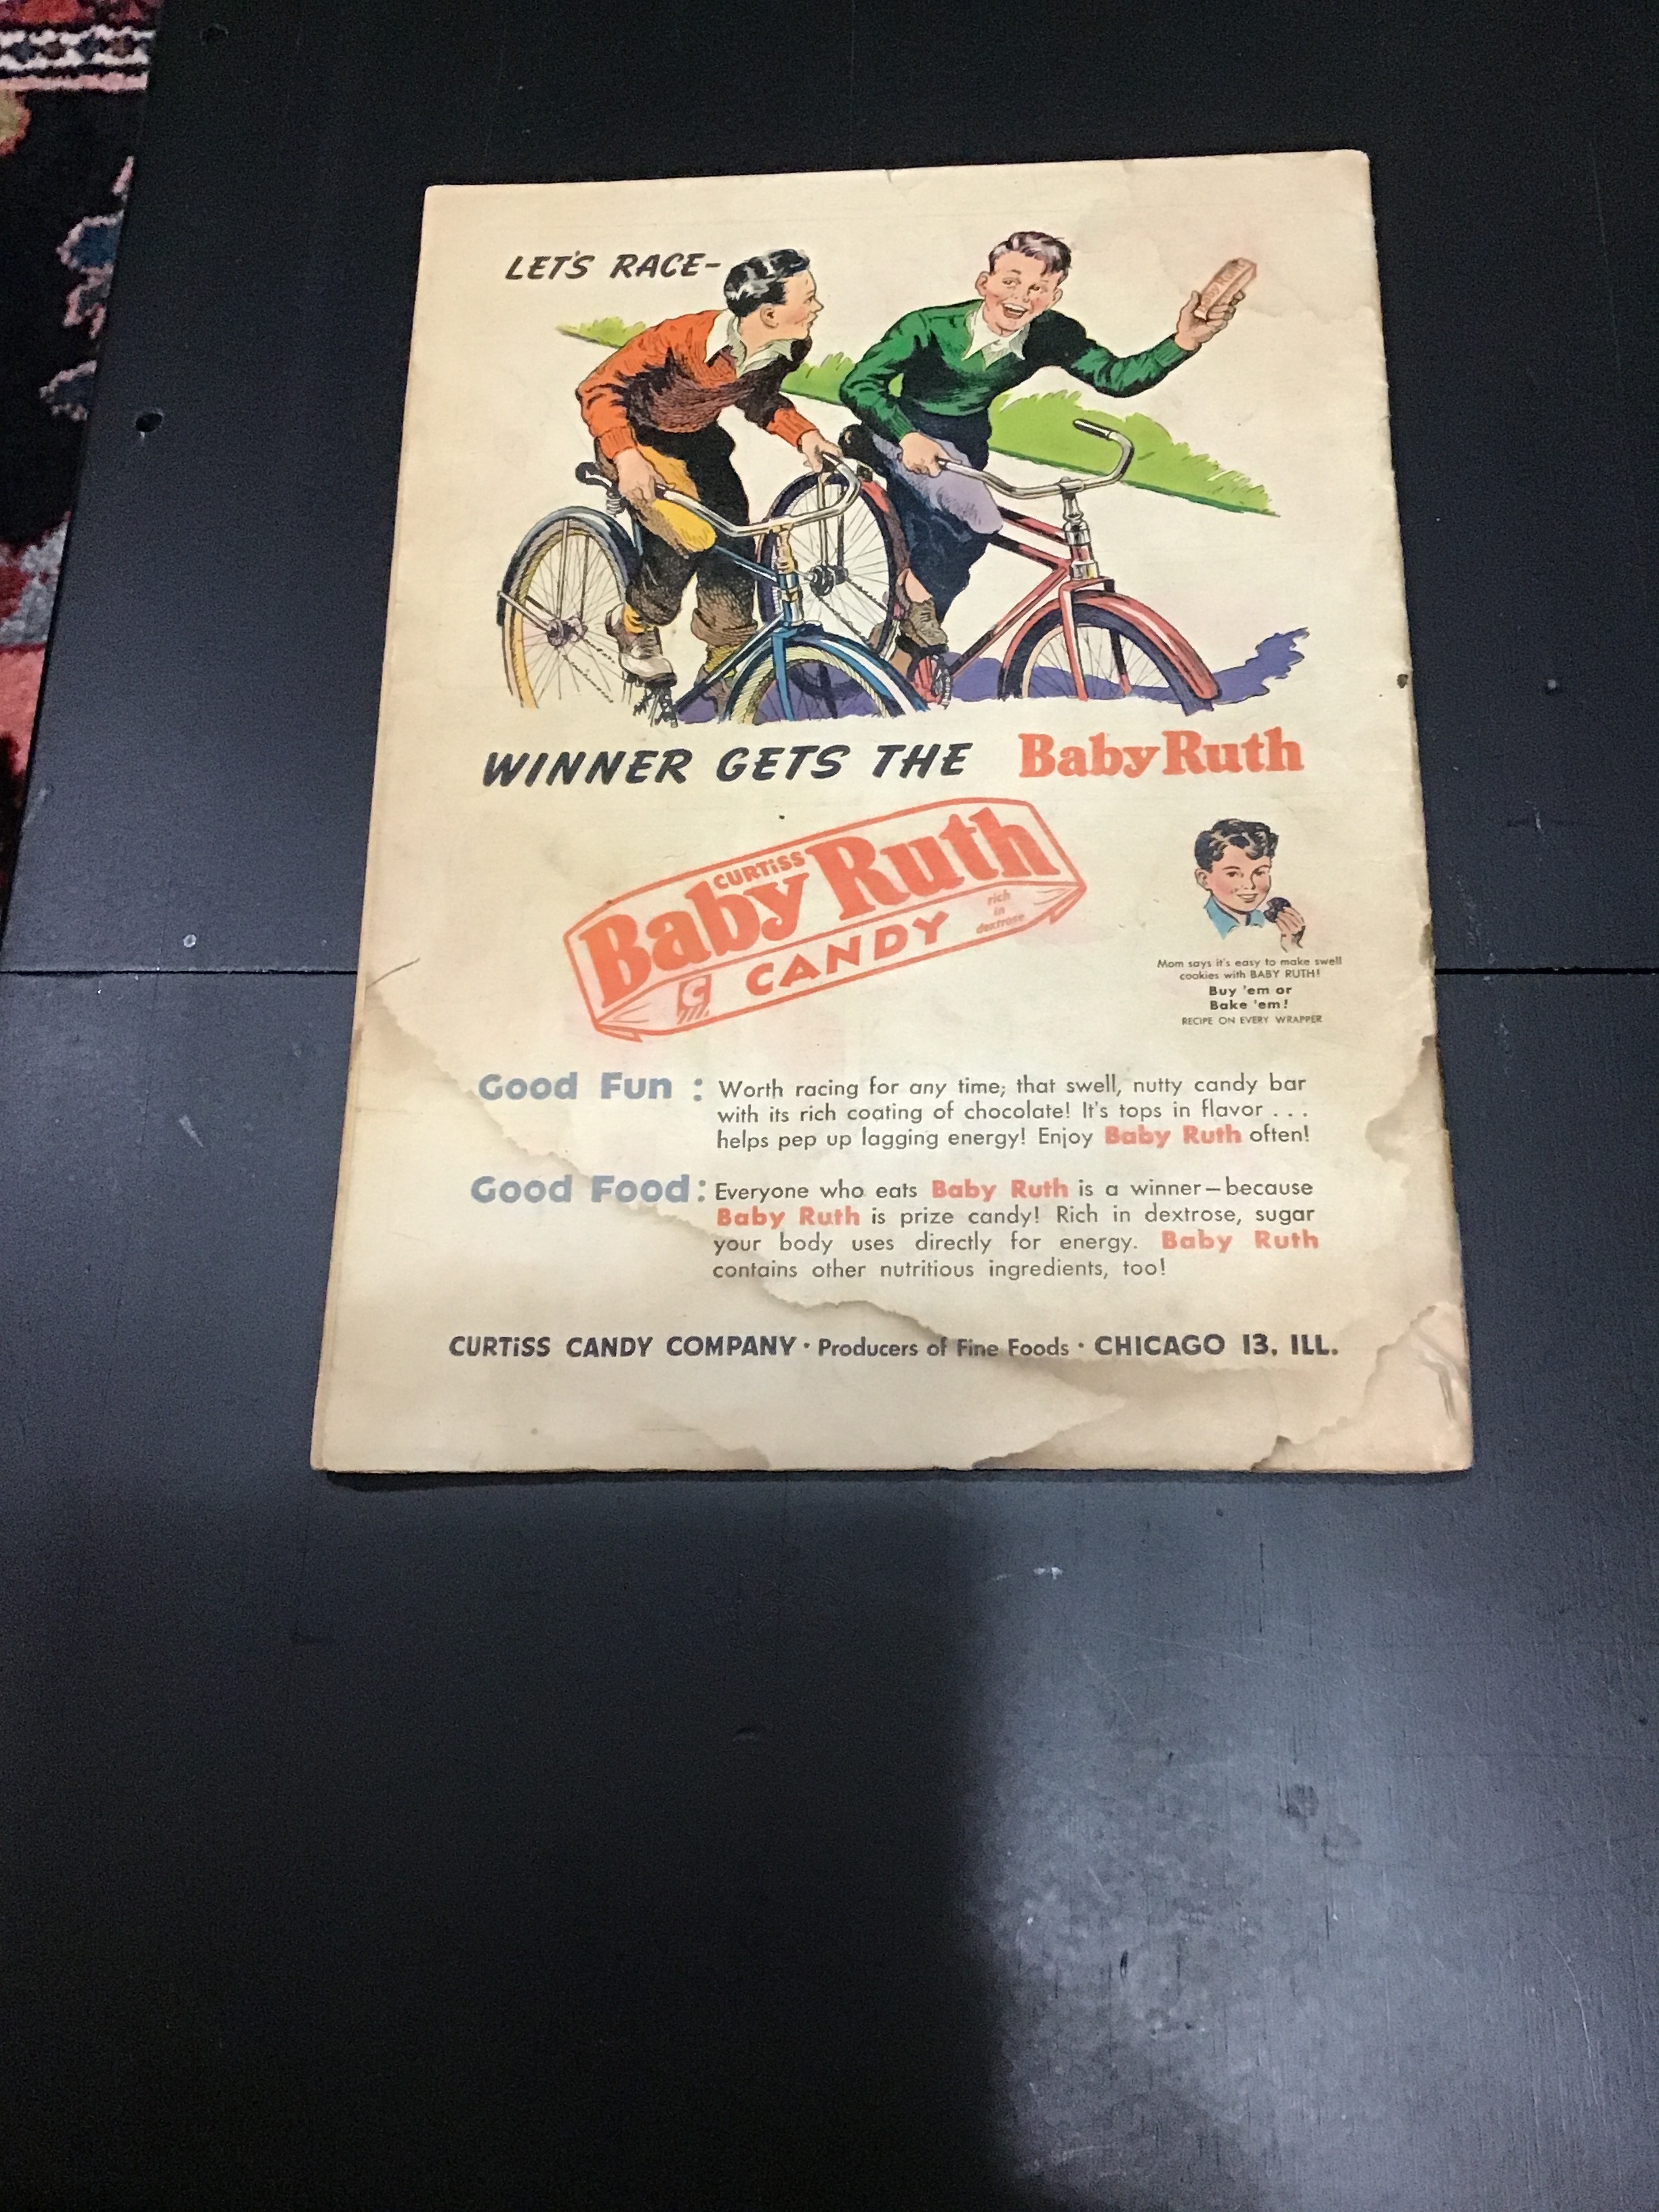 LET'S RACE-
Baby Ruth
WINNER GETS THE Baby Ruth
CURTiSS
Baby Ruth
CANDY
rich
in
dextrose
C
Mom says it's easy to make swell
cookies with BABY RUTH!
Buy 'em or
Bake 'em!
RECIPE ON EVERY WRAPPER
Good Fun : Worth racing for any time; that swell, nutty candy bar
with its rich coating of chocolate! It's tops in flavor . . .
helps pep up lagging energy! Enjoy Baby Ruth often!
Good Food: Everyone who eats Baby Ruth is a winner—because
Baby Ruth is prize candy! Rich in dextrose, sugar
your body uses directly for energy. Baby Ruth
contains other nutritious ingredients, too!
CURTiSS CANDY COMPANY · Producers of Fine Foods · CHICAGO 13, ILL.